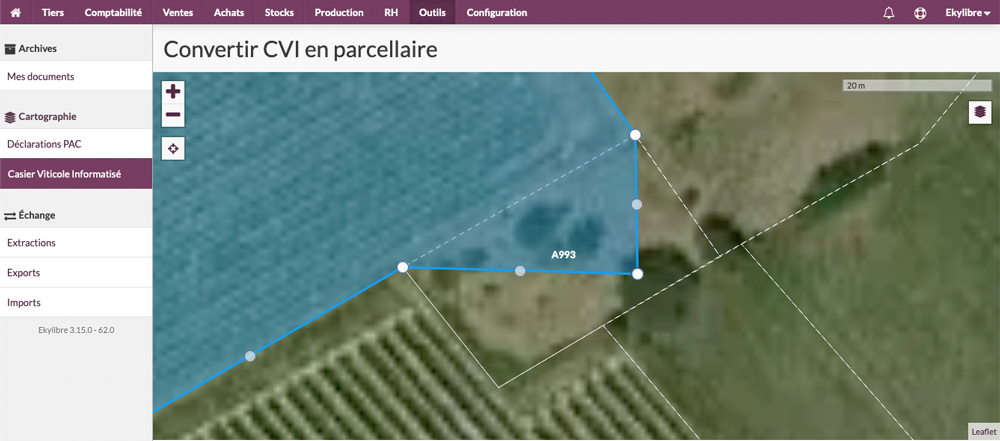 Tiers Comptabilité Ventes Achats Stocks Production RH Outils Configuration Ekylibre
Archives
Mes documents
Cartographie
Déclarations PAC
Casier Viticole Informatisé
Échange
Extractions
Exports
Imports
Ekylibre 3.15.0 - 62.0
Convertir CVI en parcellaire
20 m
A993
Leaflet